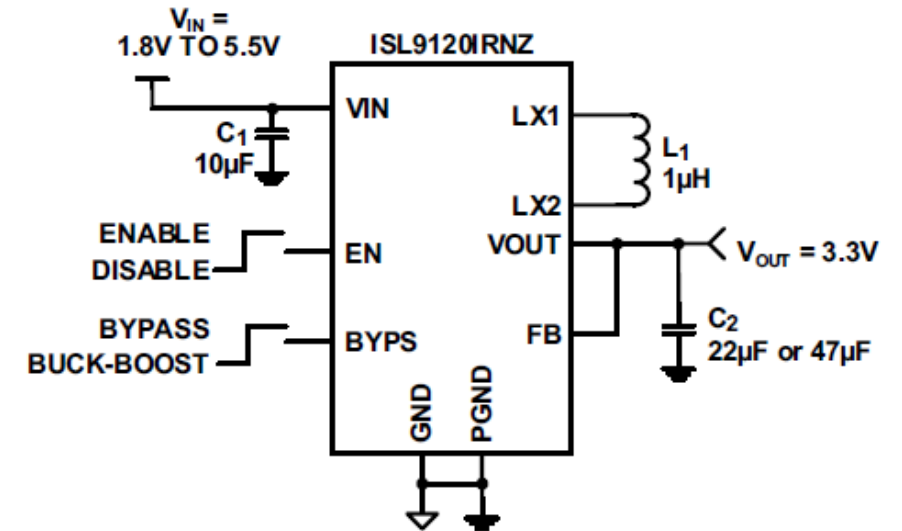 V_IN =
1.8V TO 5.5V
ISL9120IRNZ
VIN
C1
10µF
LX1
L1
1µH
LX2
ENABLE
DISABLE
EN
VOUT
VOUT = 3.3V
BYPASS
BUCK-BOOST
BYPS
FB
C2
22µF or 47µF
GND
PGND